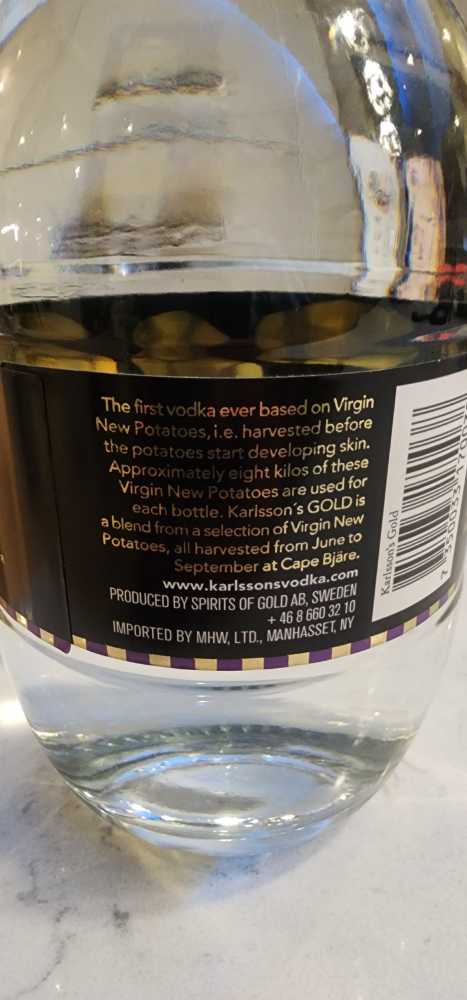 The first vodka ever based on Virgin
New Potatoes, i.e. harvested before
the potatoes start developing skin.
Approximately eight kilos of these
Virgin New Potatoes are used for
each bottle. Karlsson´s GOLD is
a blend from a selection of Virgin New
Potatoes, all harvested from June to
September at Cape Bjäre.
www.karlssonsvodka.com
PRODUCED BY SPIRITS OF GOLD AB, SWEDEN
+ 46 8 660 32 10
IMPORTED BY MHW, LTD., MANHASSET, NY
Karlsson's Gold